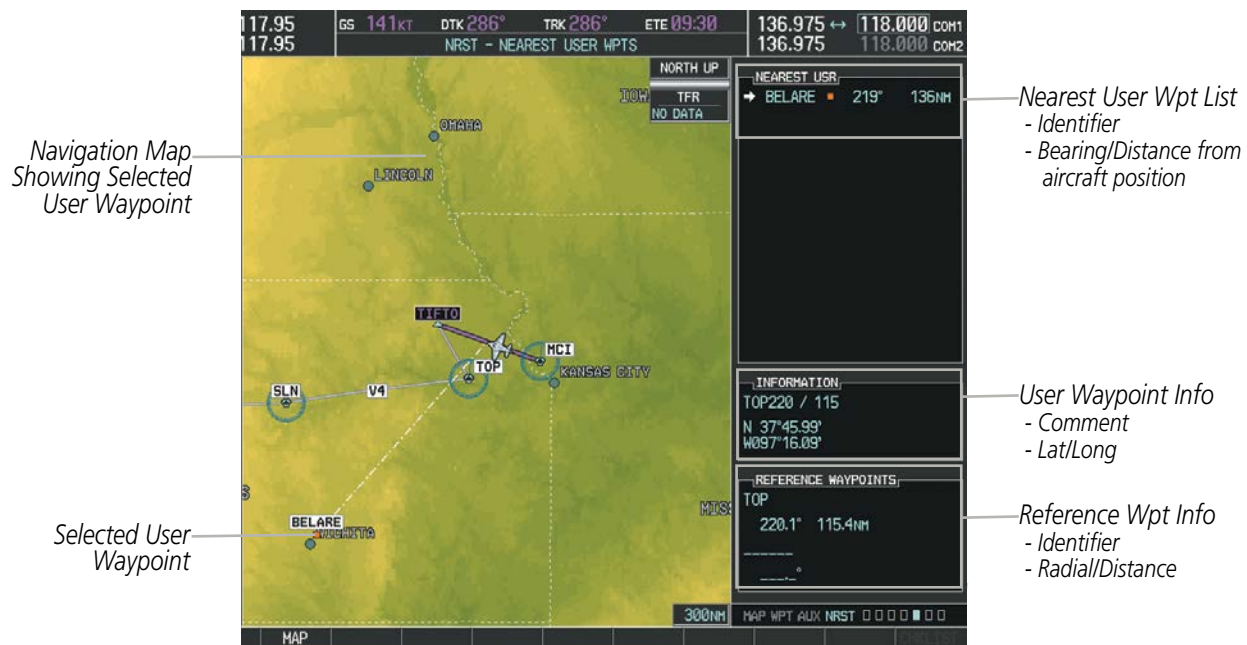 117.95
117.95
GS 141KT DTK 286° TRK 286° ETE 09:30
NRST - NEAREST USER WPTS
136.975 ↔ 118.000 COM1
136.975 118.000 COM2
NORTH UP
TFR
NO DATA
OMAHA
LINCOLN
TIFTO
MCI
TOP
KANSAS CITY
SLN
V4
BELARE
WICHITA
300NM
MAP
NEAREST USR
BELARE 219° 136NM
INFORMATION
TOP220 / 115
N 37°45.99'
W097°16.09'
REFERENCE WAYPOINTS
TOP
220.1° 115.4NM
______
___._°
MAP WPT AUX NRST
CHKLIST
Navigation Map
Showing Selected
User Waypoint
Selected User
Waypoint
Nearest User Wpt List
- Identifier
- Bearing/Distance from
aircraft position
User Waypoint Info
- Comment
- Lat/Long
Reference Wpt Info
- Identifier
- Radial/Distance